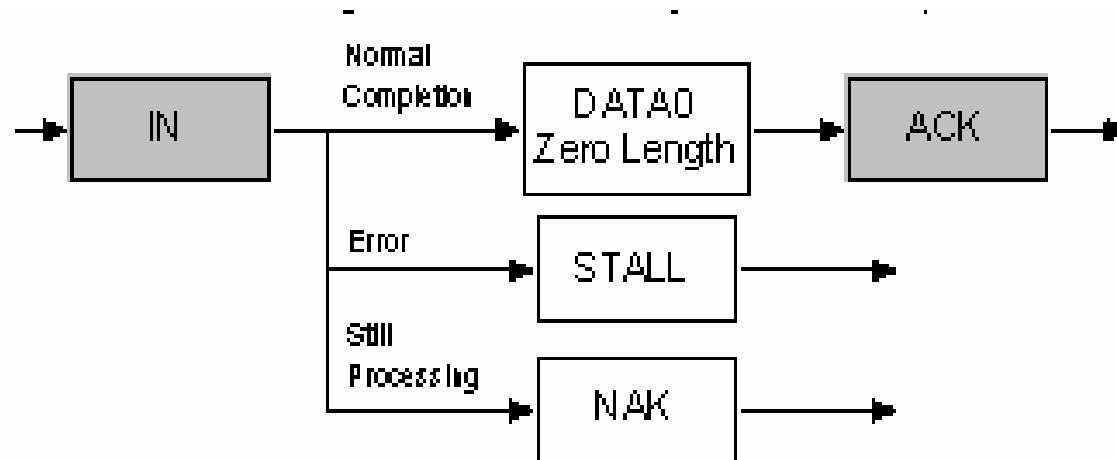 Normal
Completion
IN
DATA0
Zero Length
ACK
Error
STALL
Still
Processing
NAK